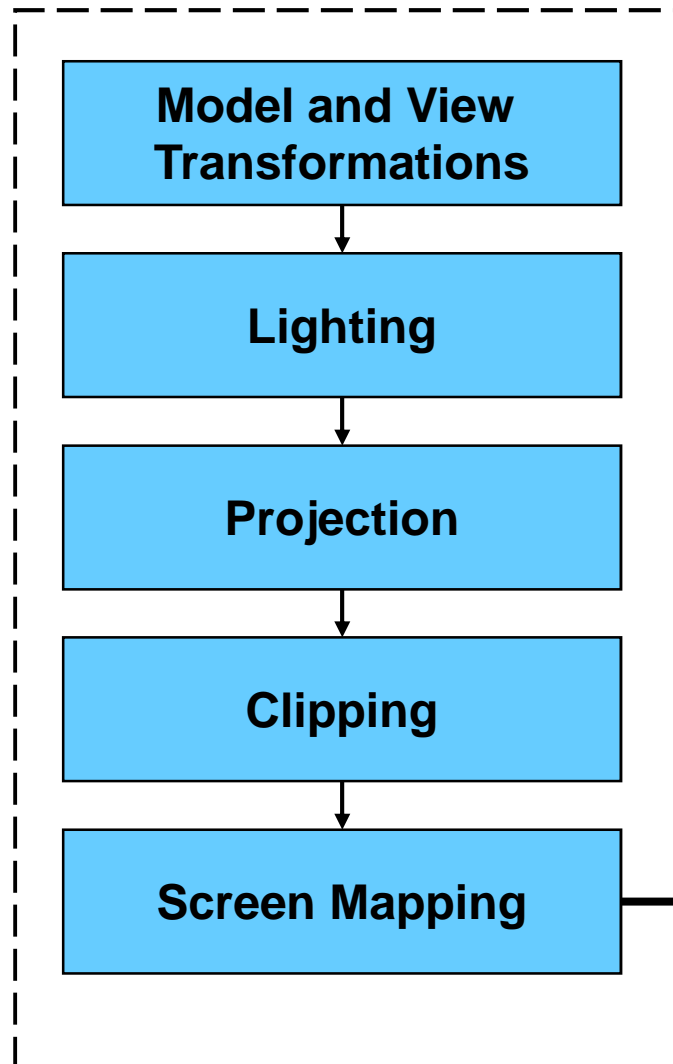 Model and View
Transformations
Lighting
Projection
Clipping
Screen Mapping